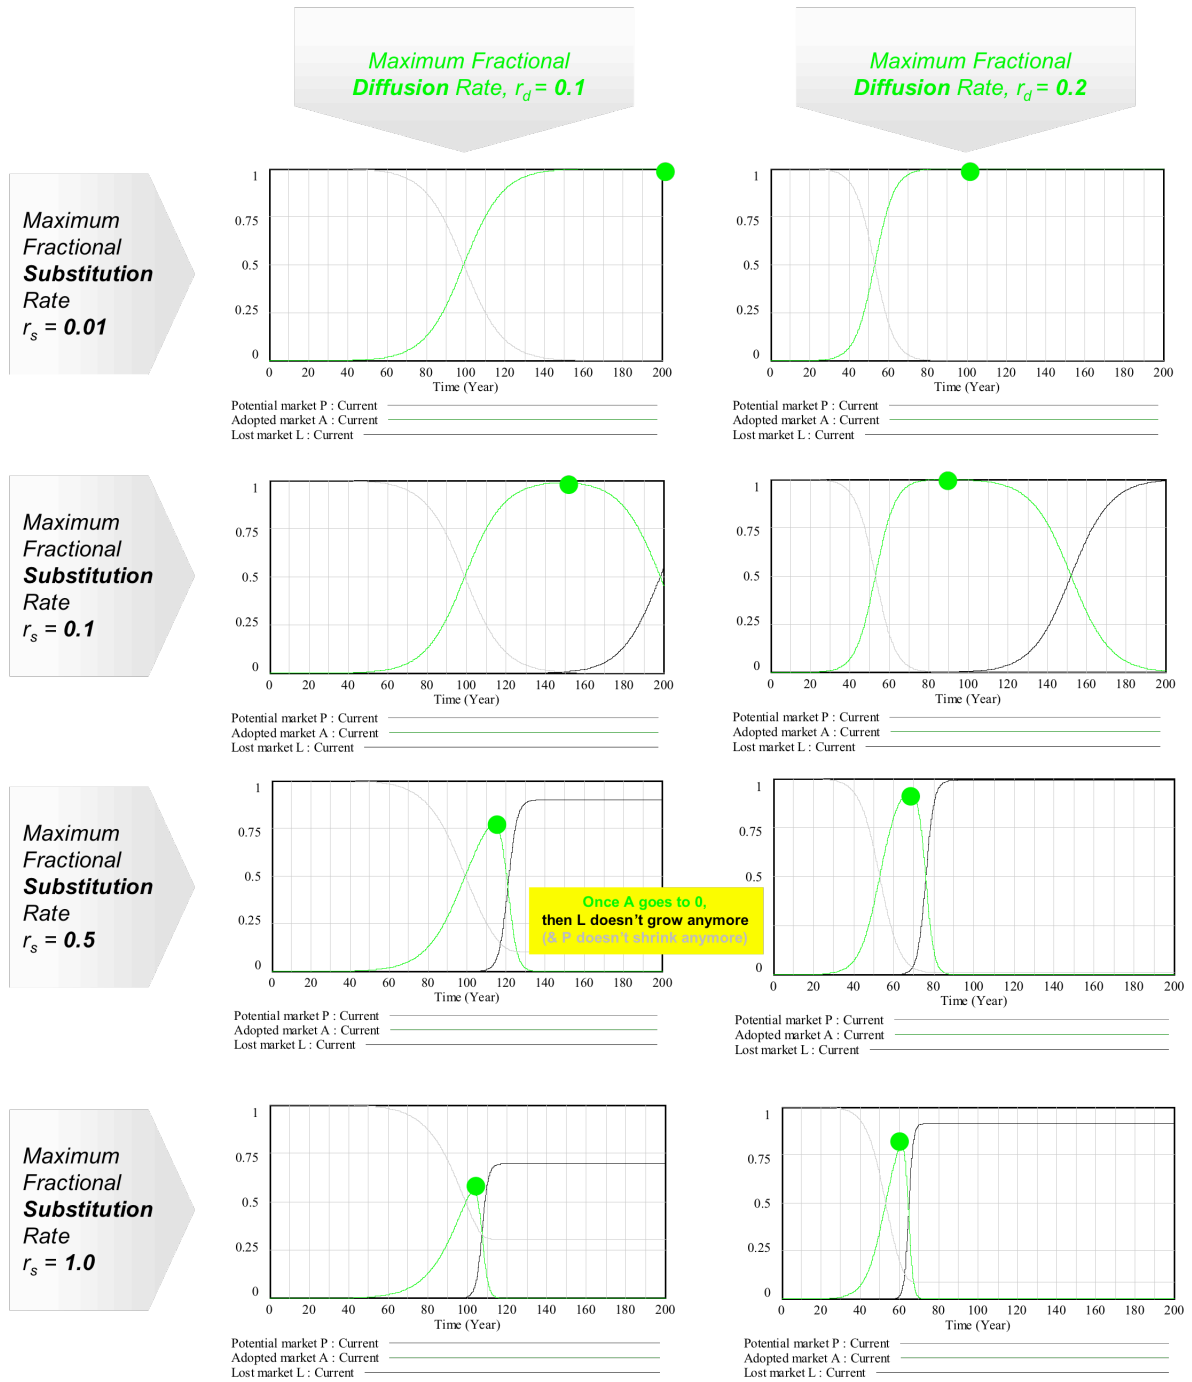 Maximum Fractional
Diffusion Rate, rd = 0.1
Maximum Fractional
Diffusion Rate, rd = 0.2
Maximum
Fractional
Substitution
Rate
rs = 0.01
1
0.75
0.5
0.25
0
0 20 40 60 80 100 120 140 160 180 200
Time (Year)
Potential market P : Current
Adopted market A : Current
Lost market L : Current
1
0.75
0.5
0.25
0
0 20 40 60 80 100 120 140 160 180 200
Time (Year)
Potential market P : Current
Adopted market A : Current
Lost market L : Current
Maximum
Fractional
Substitution
Rate
rs = 0.1
1
0.75
0.5
0.25
0
0 20 40 60 80 100 120 140 160 180 200
Time (Year)
Potential market P : Current
Adopted market A : Current
Lost market L : Current
1
0.75
0.5
0.25
0
0 20 40 60 80 100 120 140 160 180 200
Time (Year)
Potential market P : Current
Adopted market A : Current
Lost market L : Current
Maximum
Fractional
Substitution
Rate
rs = 0.5
1
0.75
0.5
0.25
0
0 20 40 60 80 100 120 140 160 180 200
Time (Year)
Potential market P : Current
Adopted market A : Current
Lost market L : Current
Once A goes to 0,
then L doesn't grow anymore
(& P doesn't shrink anymore)
1
0.75
0.5
0.25
0
0 20 40 60 80 100 120 140 160 180 200
Time (Year)
Potential market P : Current
Adopted market A : Current
Lost market L : Current
Maximum
Fractional
Substitution
Rate
rs = 1.0
1
0.75
0.5
0.25
0
0 20 40 60 80 100 120 140 160 180 200
Time (Year)
Potential market P : Current
Adopted market A : Current
Lost market L : Current
1
0.75
0.5
0.25
0
0 20 40 60 80 100 120 140 160 180 200
Time (Year)
Potential market P : Current
Adopted market A : Current
Lost market L : Current